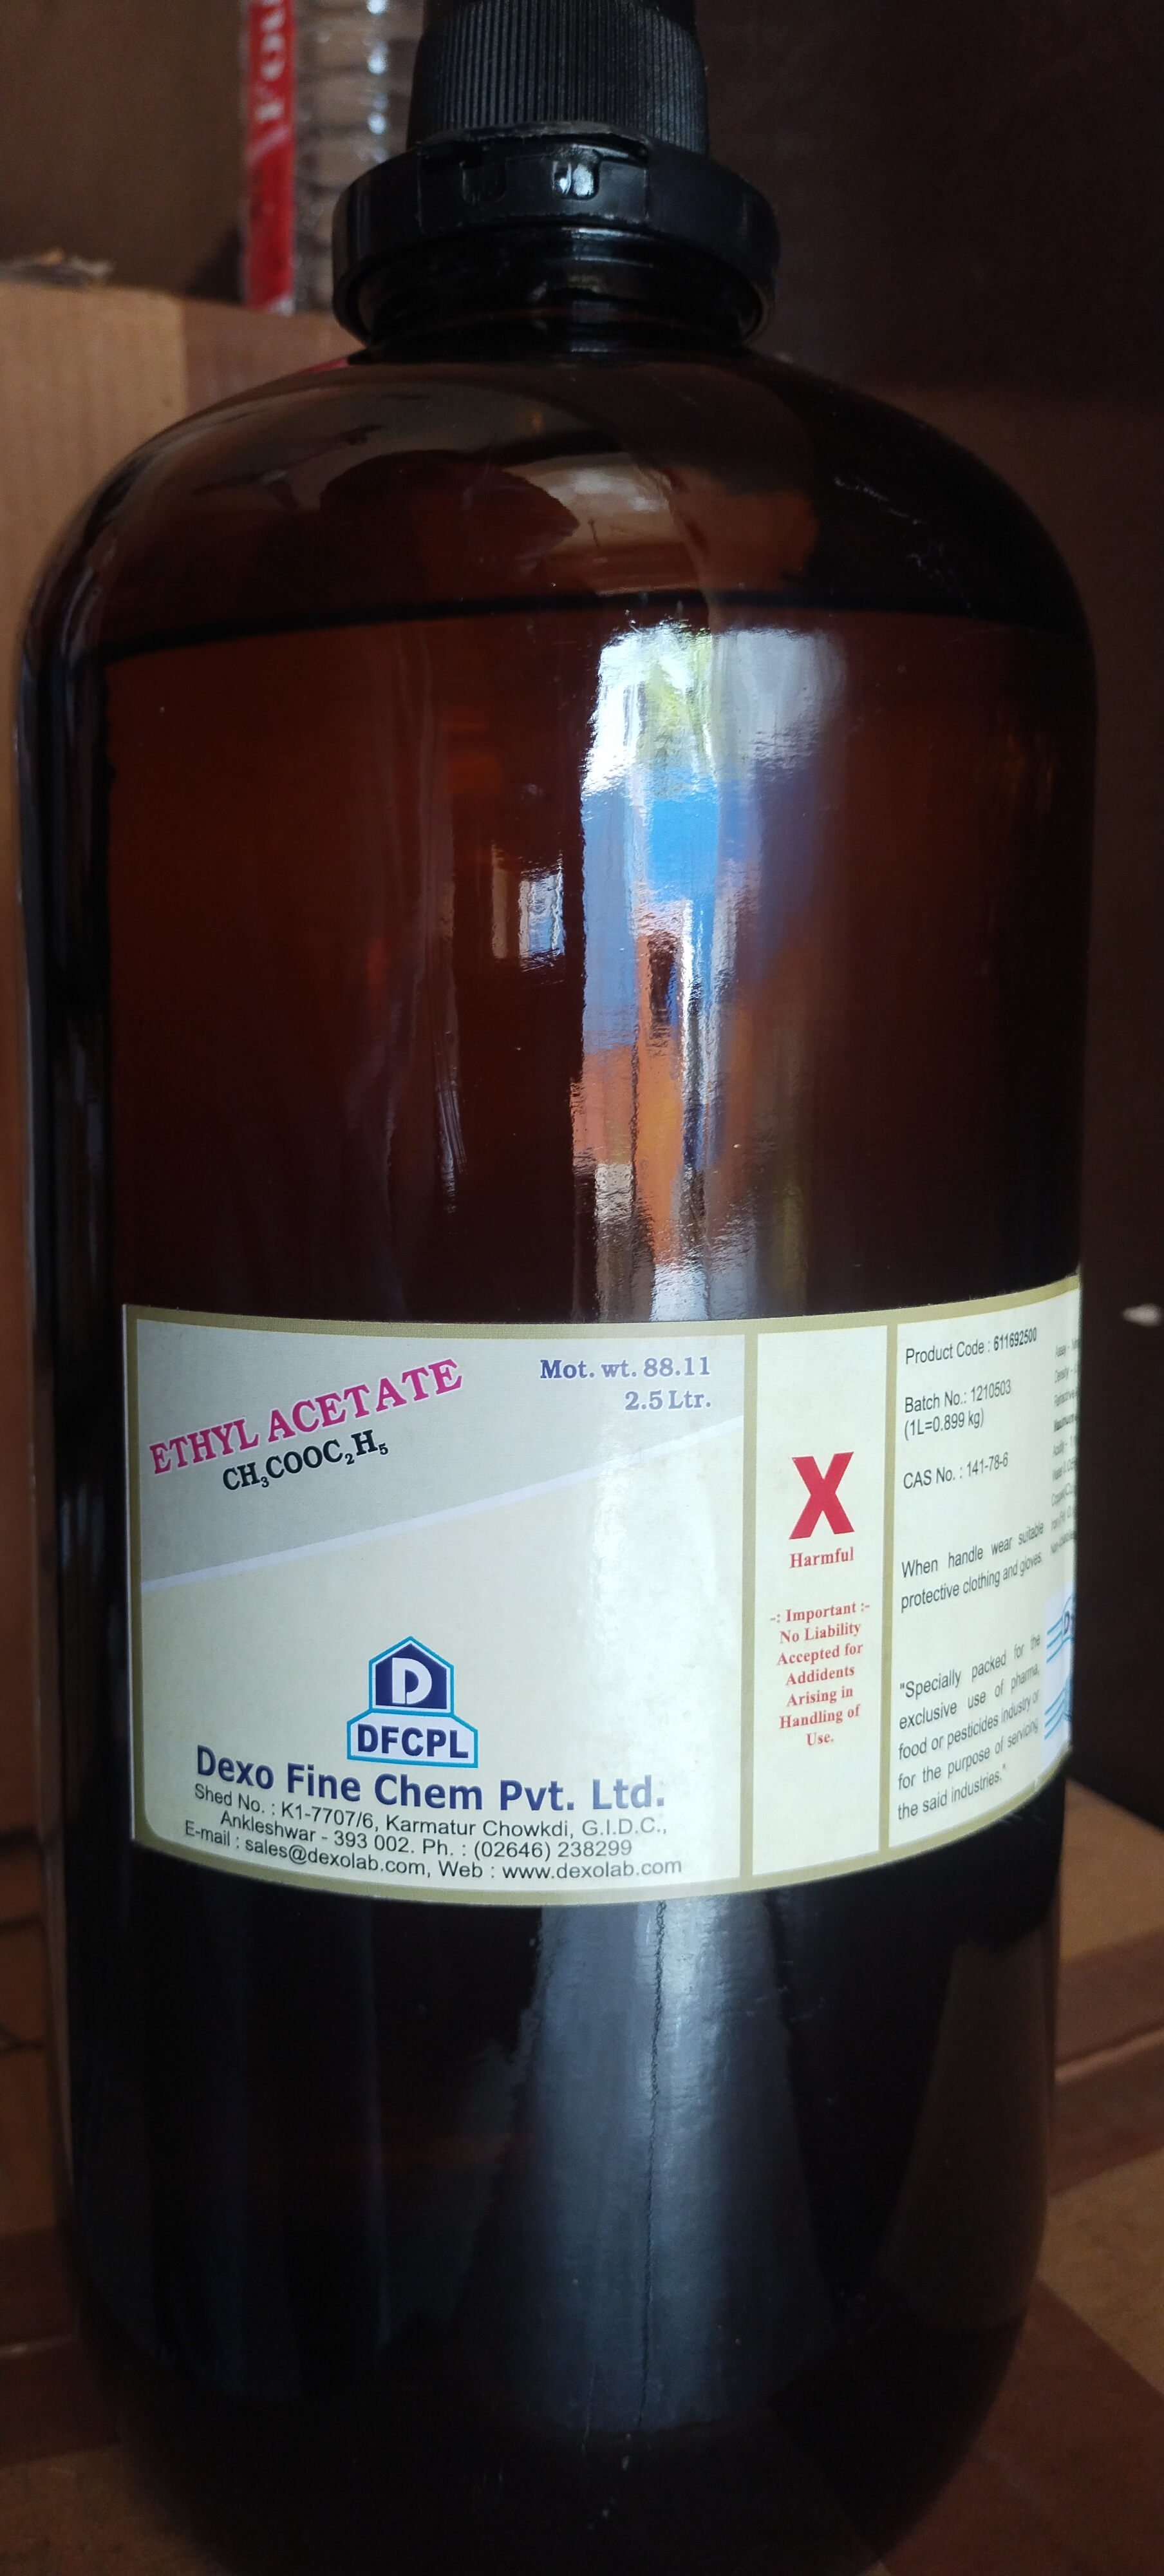 ETHYL ACETATE
CH₃COOC₂H₅
Mot. wt. 88.11
2.5 Ltr.
D
DFCPL
Dexo Fine Chem Pvt. Ltd.
Shed No. : K1-7707/6, Karmatur Chowkdi, G.I.D.C.,
Ankleshwar - 393 002. Ph. : (02646) 238299
E-mail : sales@dexolab.com, Web : www.dexolab.com
X
Harmful
-: Important :-
No Liability
Accepted for
Addidents
Arising in
Handling of
Use.
Product Code : 611692500
Batch No.: 1210503
(1L=0.899 kg)
CAS No. : 141-78-6
When handle wear suitable
protective clothing and gloves.
"Specially packed for the
exclusive use of pharma,
food or pesticides industry or
for the purpose of servicing
the said industries."